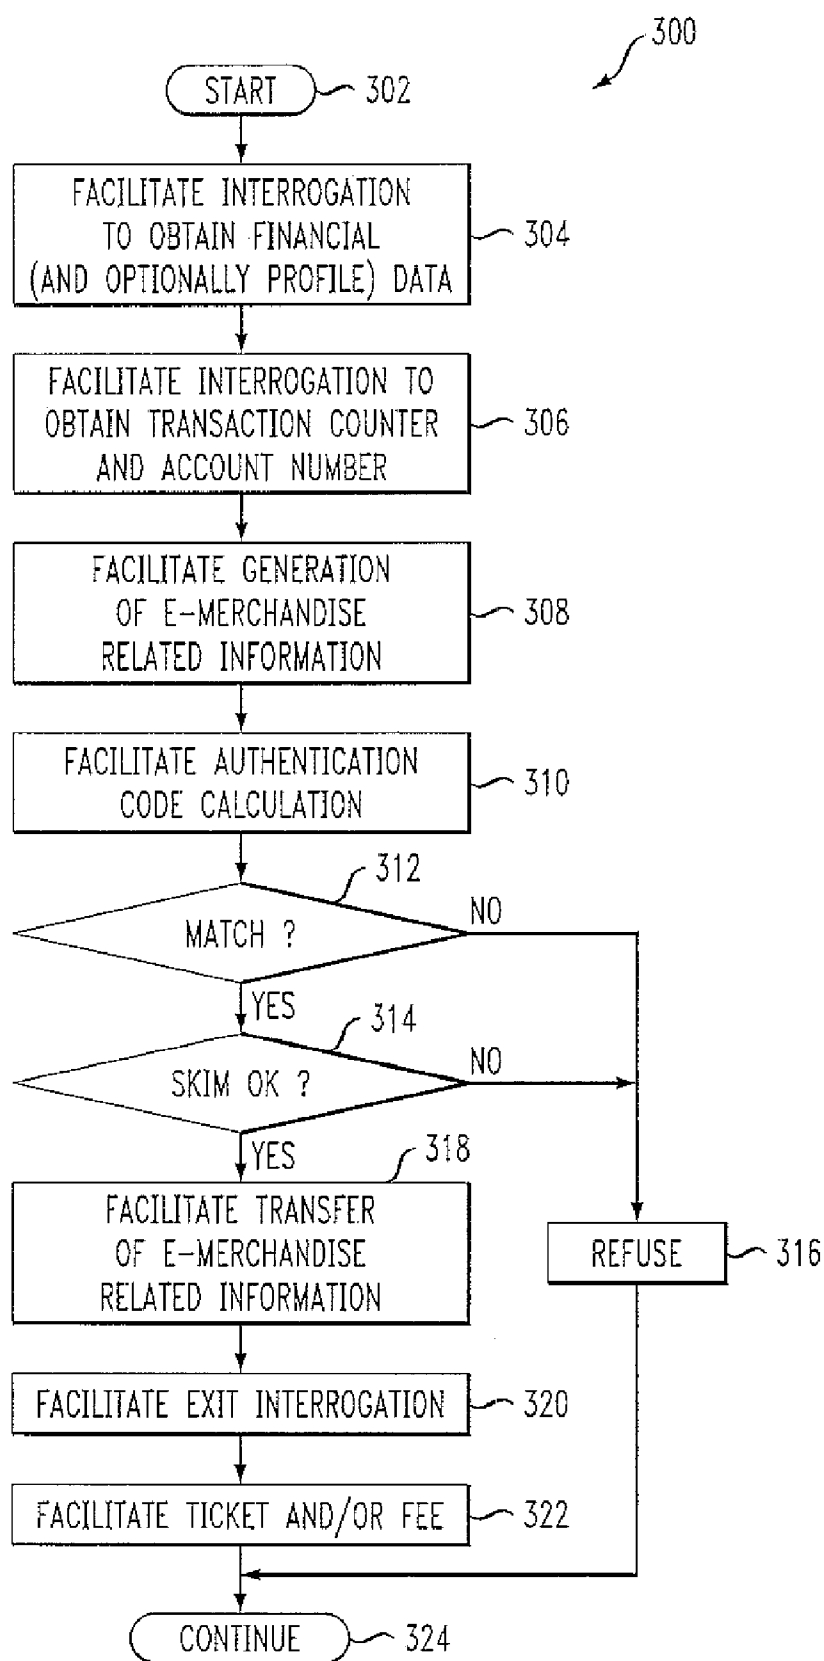 300
START
302
FACILITATE INTERROGATION
TO OBTAIN FINANCIAL
(AND OPTIONALLY PROFILE) DATA
304
FACILITATE INTERROGATION TO
OBTAIN TRANSACTION COUNTER
AND ACCOUNT NUMBER
306
FACILITATE GENERATION
OF E-MERCHANDISE
RELATED INFORMATION
308
FACILITATE AUTHENTICATION
CODE CALCULATION
310
312
MATCH ?
NO
YES
314
SKIM OK ?
NO
YES
318
FACILITATE TRANSFER
OF E-MERCHANDISE
RELATED INFORMATION
REFUSE
316
FACILITATE EXIT INTERROGATION
320
FACILITATE TICKET AND/OR FEE
322
CONTINUE
324